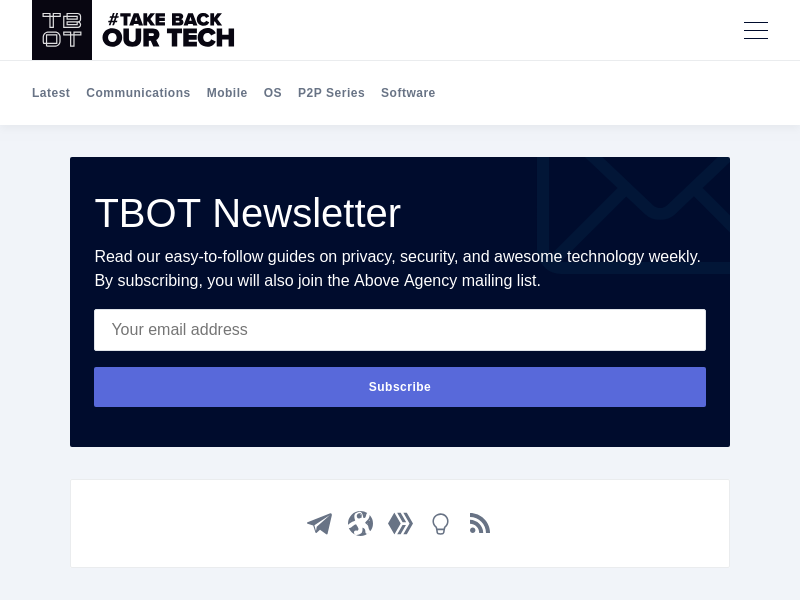 TB
OT
#TAKE BACK
OUR TECH
Latest Communications Mobile OS P2P Series Software
TBOT Newsletter
Read our easy-to-follow guides on privacy, security, and awesome technology weekly.
By subscribing, you will also join the Above Agency mailing list.
Your email address
Subscribe